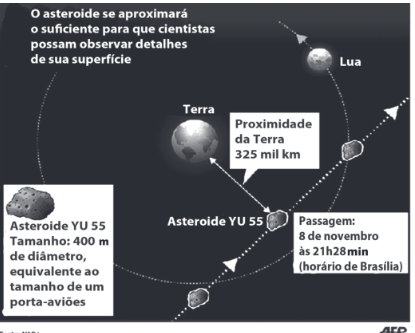 O asteroide se aproximará
o suficiente para que cientistas
possam observar detalhes
de sua superfície
Lua
Terra
Proximidade
da Terra
325 mil km
Asteroide YU 55
Passagem:
8 de novembro
às 21h28min
(horário de Brasília)
Asteroide YU 55
Tamanho: 400 m
de diâmetro,
equivalente ao
tamanho de um
porta-aviões
AFP